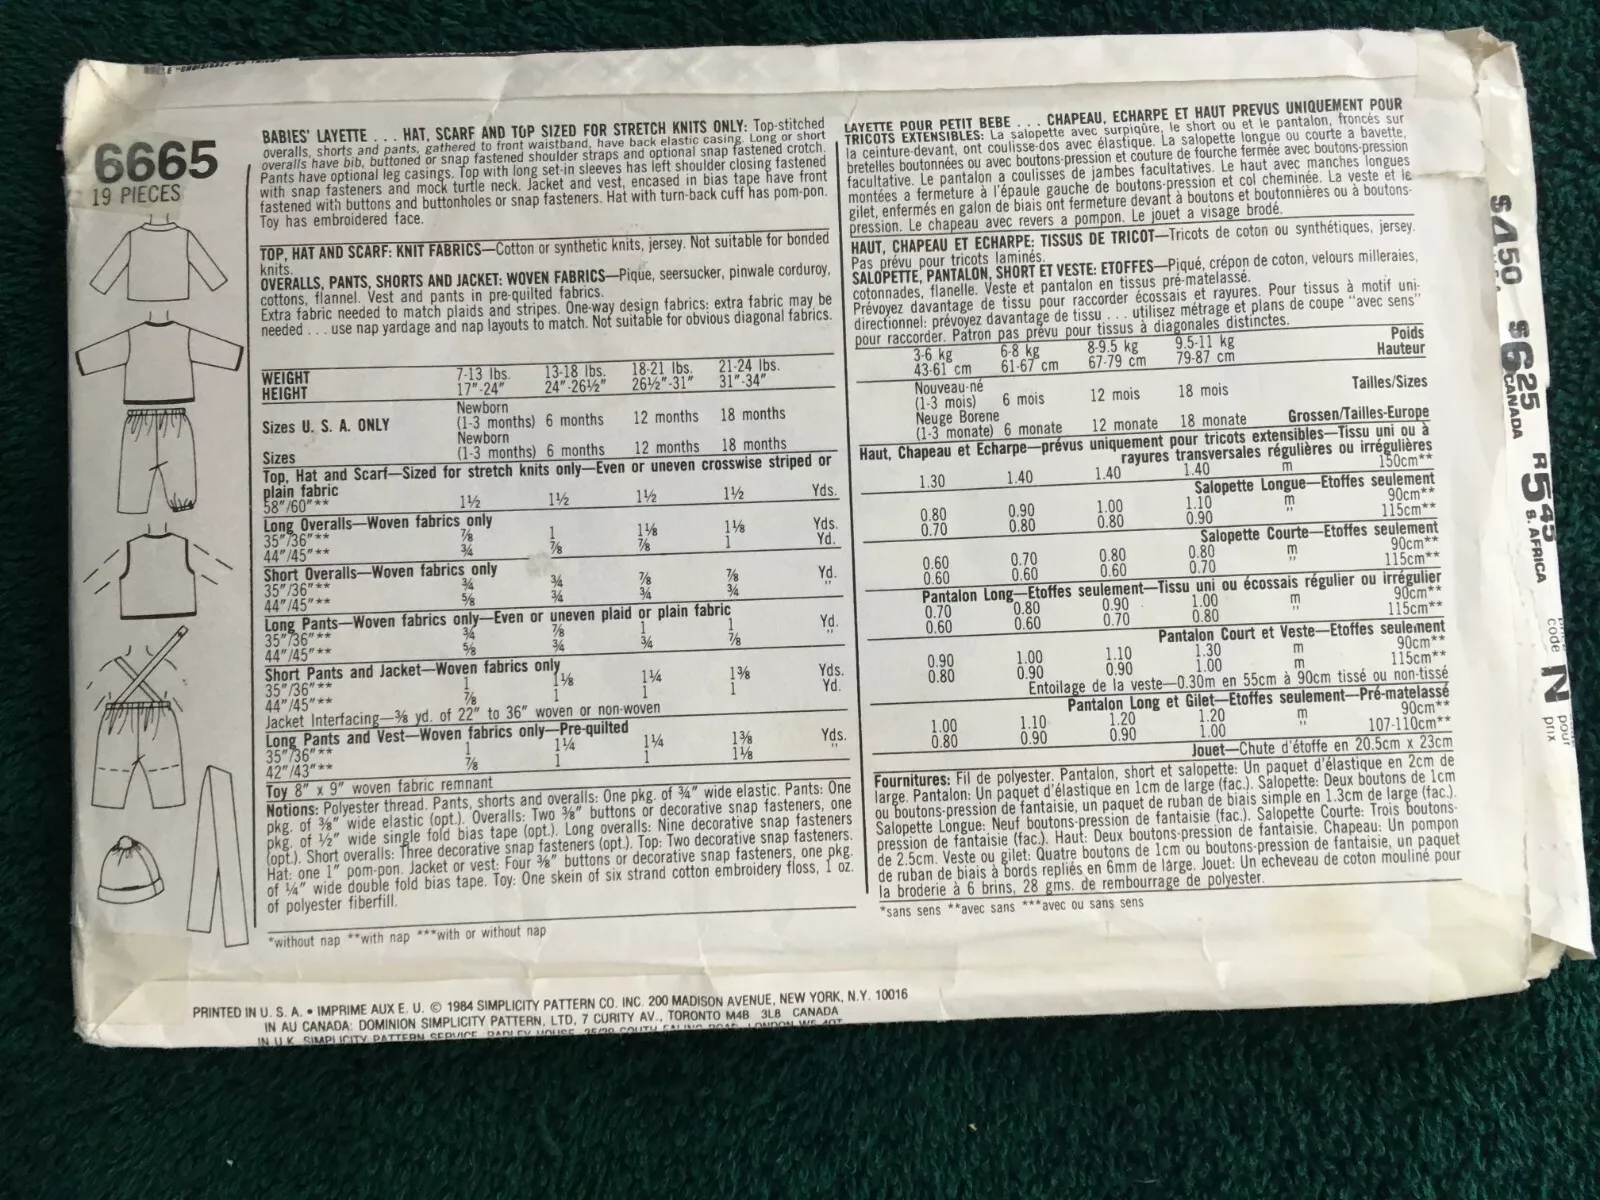 6665
19 PIECES
BABIES' LAYETTE . . . HAT, SCARF AND TOP SIZED FOR STRETCH KNITS ONLY: Top-stitched
overalls, shorts and pants, gathered to front waistband, have back elastic casing. Long or short
overalls have bib, buttoned or snap fastened shoulder straps and optional snap fastened crotch.
Pants have optional leg casings. Top with long set-in sleeves has left shoulder closing fastened
with snap fasteners and mock turtle neck. Jacket and vest, encased in bias tape have front
fastened with buttons and buttonholes or snap fasteners. Hat with turn-back cuff has pom-pon.
Toy has embroidered face.
TOP, HAT AND SCARF: KNIT FABRICS—Cotton or synthetic knits, jersey. Not suitable for bonded
knits.
OVERALLS, PANTS, SHORTS AND JACKET: WOVEN FABRICS—Pique, seersucker, pinwale corduroy,
cottons, flannel. Vest and pants in pre-quilted fabrics.
Extra fabric needed to match plaids and stripes. One-way design fabrics: extra fabric may be
needed . . . use nap yardage and nap layouts to match. Not suitable for obvious diagonal fabrics.
WEIGHT 7-13 lbs. 13-18 lbs. 18-21 lbs. 21-24 lbs.
HEIGHT 17"-24" 24"-26½" 26½"-31" 31"-34"
Newborn
Sizes U. S. A. ONLY (1-3 months) 6 months 12 months 18 months
Newborn
Sizes (1-3 months) 6 months 12 months 18 months
Top, Hat and Scarf—Sized for stretch knits only—Even or uneven crosswise striped or
plain fabric
58"/60"** 1½ 1½ 1½ 1½ Yds.
Long Overalls—Woven fabrics only
35"/36"** ⅞ 1 1⅛ 1⅛ Yds.
44"/45"** ¾ ⅞ ⅞ 1 Yd.
Short Overalls—Woven fabrics only
35"/36"** ¾ ¾ ⅞ ⅞ Yd.
44"/45"** ⅝ ¾ ¾ ¾ "
Long Pants—Woven fabrics only—Even or uneven plaid or plain fabric
35"/36"** ¾ ⅞ 1 1 Yd.
44"/45"** ⅝ ¾ ¾ ⅞ "
Short Pants and Jacket—Woven fabrics only
35"/36"** 1 1⅛ 1¼ 1⅜ Yds.
44"/45"** ⅞ 1 1 1 Yd.
Jacket Interfacing—⅜ yd. of 22" to 36" woven or non-woven
Long Pants and Vest—Woven fabrics only—Pre-quilted
35"/36"** 1 1¼ 1¼ 1⅜ Yds.
42"/43"** ⅞ 1 1 1⅛ "
Toy 8" x 9" woven fabric remnant
Notions: Polyester thread. Pants, shorts and overalls: One pkg. of ¾" wide elastic. Pants: One
pkg. of ⅜" wide elastic (opt.). Overalls: Two ⅜" buttons or decorative snap fasteners, one
pkg. of ½" wide single fold bias tape (opt.). Long overalls: Nine decorative snap fasteners
(opt.). Short overalls: Three decorative snap fasteners (opt.). Top: Two decorative snap fasteners.
Hat: one 1" pom-pon. Jacket or vest: Four ⅜" buttons or decorative snap fasteners, one pkg.
of ¼" wide double fold bias tape. Toy: One skein of six strand cotton embroidery floss, 1 oz.
of polyester fiberfill.
*without nap **with nap ***with or without nap
LAYETTE POUR PETIT BEBE . . . CHAPEAU, ECHARPE ET HAUT PREVUS UNIQUEMENT POUR
TRICOTS EXTENSIBLES: La salopette avec surpiqûre, le short ou et le pantalon, froncés sur
la ceinture-devant, ont coulisse-dos avec élastique. La salopette longue ou courte a bavette,
bretelles boutonnées ou avec boutons-pression et couture de fourche fermée avec boutons-pression
facultative. Le pantalon a coulisses de jambes facultatives. Le haut avec manches longues
montées a fermeture à l'épaule gauche de boutons-pression et col cheminée. La veste et le
gilet, enfermés en galon de biais ont fermeture devant à boutons et boutonnières ou à boutons-
pression. Le chapeau avec revers a pompon. Le jouet a visage brodé.
HAUT, CHAPEAU ET ECHARPE: TISSUS DE TRICOT—Tricots de coton ou synthétiques, jersey.
Pas prévu pour tricots laminés.
SALOPETTE, PANTALON, SHORT ET VESTE: ETOFFES—Piqué, crépon de coton, velours milleraies,
cotonnades, flanelle. Veste et pantalon en tissus pré-matelassé.
Prévoyez davantage de tissu pour raccorder écossais et rayures. Pour tissus à motif uni-
directionnel: prévoyez davantage de tissu . . . utilisez métrage et plans de coupe "avec sens"
pour raccorder. Patron pas prévu pour tissus à diagonales distinctes.
3-6 kg 6-8 kg 8-9.5 kg 9.5-11 kg Poids
43-61 cm 61-67 cm 67-79 cm 79-87 cm Hauteur
Nouveau-né
(1-3 mois) 6 mois 12 mois 18 mois Tailles/Sizes
Neuge Borene
(1-3 monate) 6 monate 12 monate 18 monate Grossen/Tailles-Europe
Haut, Chapeau et Echarpe—prévus uniquement pour tricots extensibles—Tissu uni ou à
rayures transversales régulières ou irrégulières
1.30 1.40 1.40 1.40 m 150cm**
Salopette Longue—Etoffes seulement
0.80 0.90 1.00 1.10 m 90cm**
0.70 0.80 0.80 0.90 " 115cm**
Salopette Courte—Etoffes seulement
0.60 0.70 0.80 0.80 m 90cm**
0.60 0.60 0.60 0.70 " 115cm**
Pantalon Long—Etoffes seulement—Tissu uni ou écossais régulier ou irrégulier
0.70 0.80 0.90 1.00 m 90cm**
0.60 0.60 0.70 0.80 " 115cm**
Pantalon Court et Veste—Etoffes seulement
0.90 1.00 1.10 1.30 m 90cm**
0.80 0.90 0.90 1.00 m 115cm**
Entoilage de la veste—0.30m en 55cm à 90cm tissé ou non-tissé
Pantalon Long et Gilet—Etoffes seulement—Pré-matelassé
1.00 1.10 1.20 1.20 m 90cm**
0.80 0.90 0.90 1.00 " 107-110cm**
Jouet—Chute d'étoffe en 20.5cm x 23cm
Fournitures: Fil de polyester. Pantalon, short et salopette: Un paquet d'élastique en 2cm de
large. Pantalon: Un paquet d'élastique en 1cm de large (fac.). Salopette: Deux boutons de 1cm
ou boutons-pression de fantaisie, un paquet de ruban de biais simple en 1.3cm de large (fac.).
Salopette Longue: Neuf boutons-pression de fantaisie (fac.). Salopette Courte: Trois boutons-
pression de fantaisie (fac.). Haut: Deux boutons-pression de fantaisie. Chapeau: Un pompon
de 2.5cm. Veste ou gilet: Quatre boutons de 1cm ou boutons-pression de fantaisie, un paquet
de ruban de biais à bords repliés en 6mm de large. Jouet: Un echeveau de coton mouliné pour
la broderie à 6 brins, 28 gms. de rembourrage de polyester.
*sans sens **avec sans ***avec ou sans sens
$4.50
$6.25
CANADA
R5.45
S. AFRICA
code
N
pour
prix
PRINTED IN U. S. A. • IMPRIME AUX E. U. © 1984 SIMPLICITY PATTERN CO. INC. 200 MADISON AVENUE, NEW YORK, N.Y. 10016
IN AU CANADA: DOMINION SIMPLICITY PATTERN, LTD. 7 CURITY AV., TORONTO M4B 3L8 CANADA
IN U.K. SIMPLICITY PATTERN SERVICE